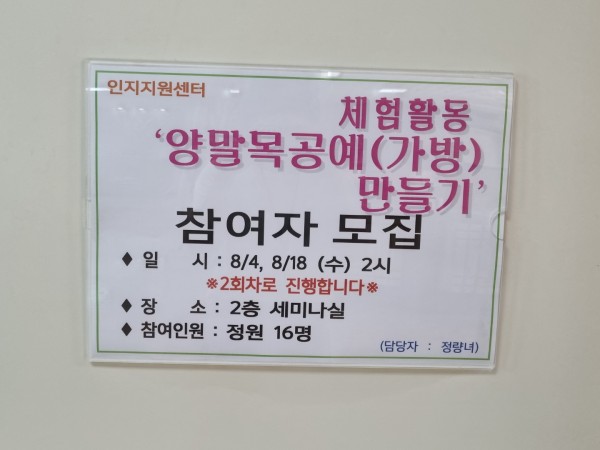 인지지원센터
체험활동
‘양말목공예(가방)
만들기’
참여자 모집
♦ 일 시 : 8/4, 8/18 (수) 2시
※2회차로 진행합니다※
♦ 장 소 : 2층 세미나실
♦ 참여인원 : 정원 16명
(담당자 : 정량녀)